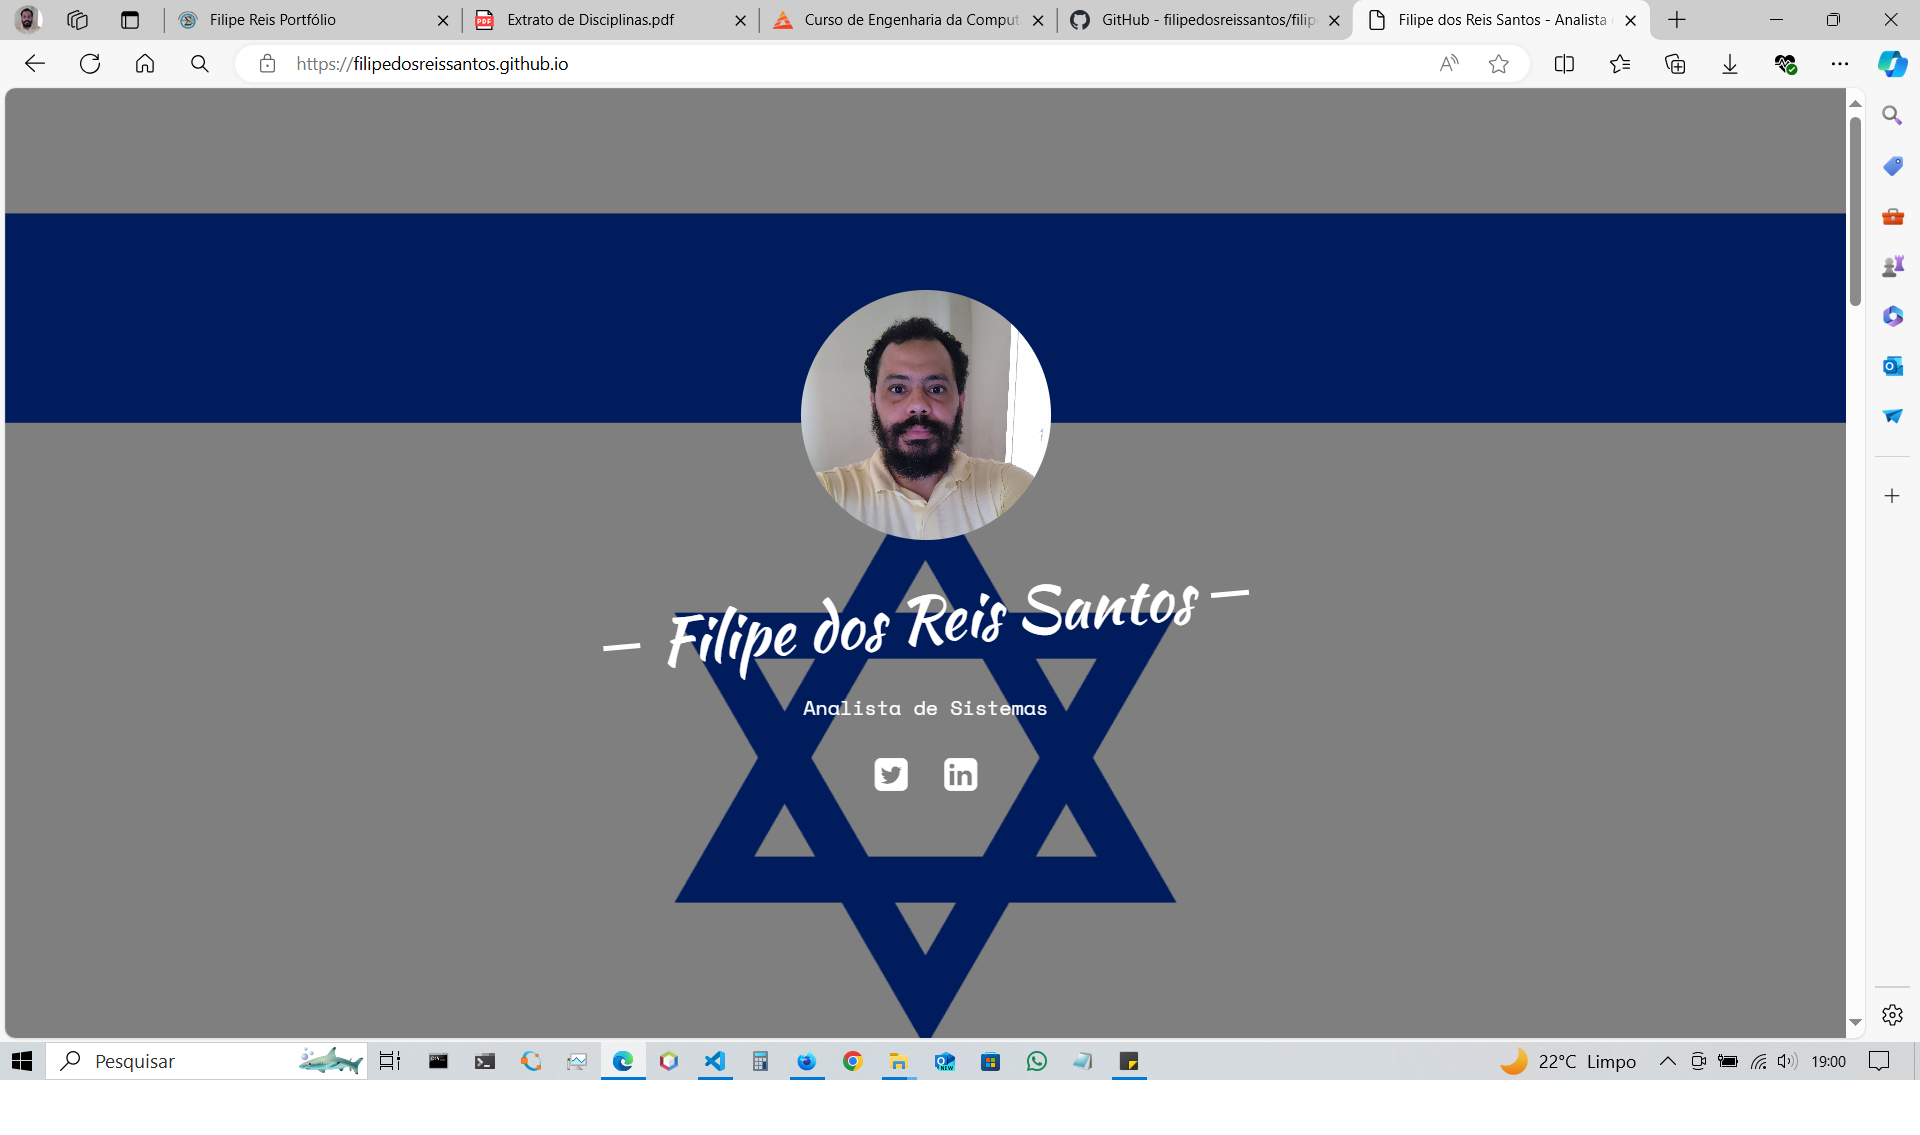 Filipe Reis Portfólio
Extrato de Disciplinas.pdf
Curso de Engenharia da Comput
GitHub - filipedosreissantos/filip
Filipe dos Reis Santos - Analista
https://filipedosreissantos.github.io
— Filipe dos Reis Santos —
Analista de Sistemas
in
Pesquisar
22°C Limpo
19:00